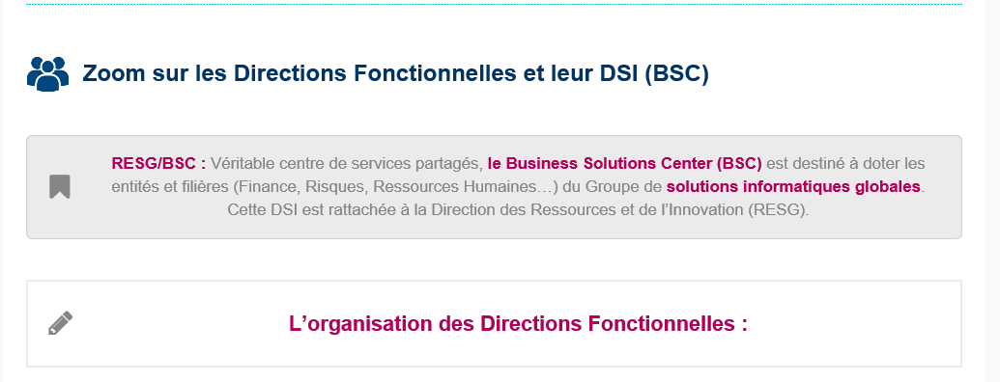 Zoom sur les Directions Fonctionnelles et leur DSI (BSC)
RESG/BSC : Véritable centre de services partagés, le Business Solutions Center (BSC) est destiné à doter les
entités et filières (Finance, Risques, Ressources Humaines…) du Groupe de solutions informatiques globales.
Cette DSI est rattachée à la Direction des Ressources et de l’Innovation (RESG).
L’organisation des Directions Fonctionnelles :